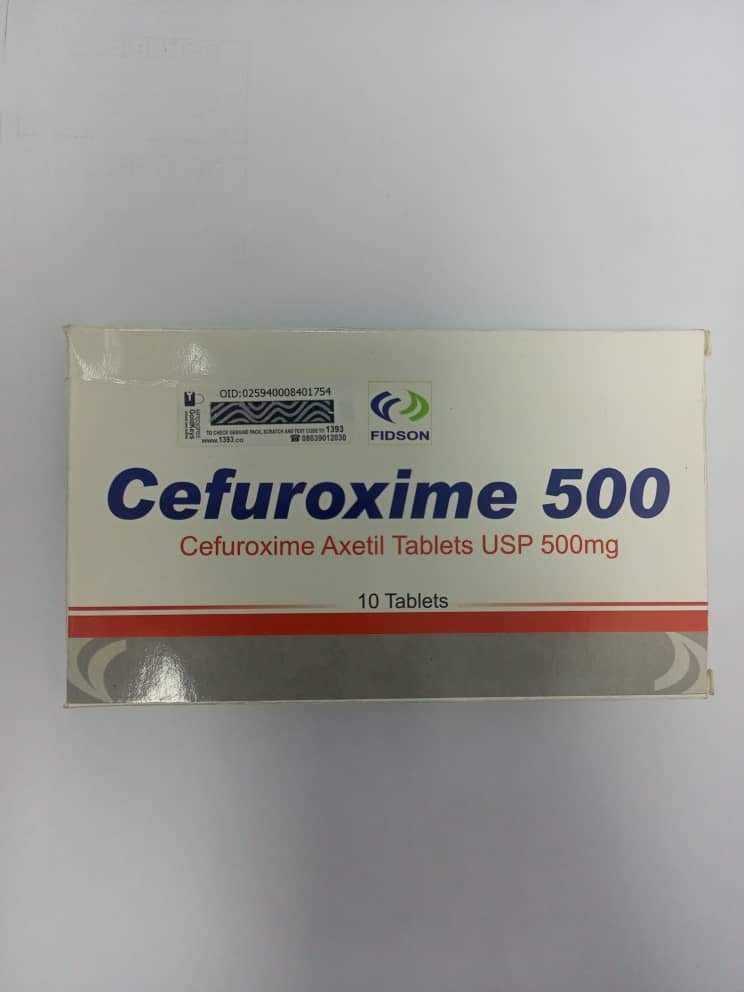 OID:025940008401754
TO CHECK GENUINE PACK, SCRATCH AND TEXT CODE TO 1393
www.1393.co ☎ 08039012030
GoldKeys
FIDSON
Cefuroxime 500
Cefuroxime Axetil Tablets USP 500mg
10 Tablets